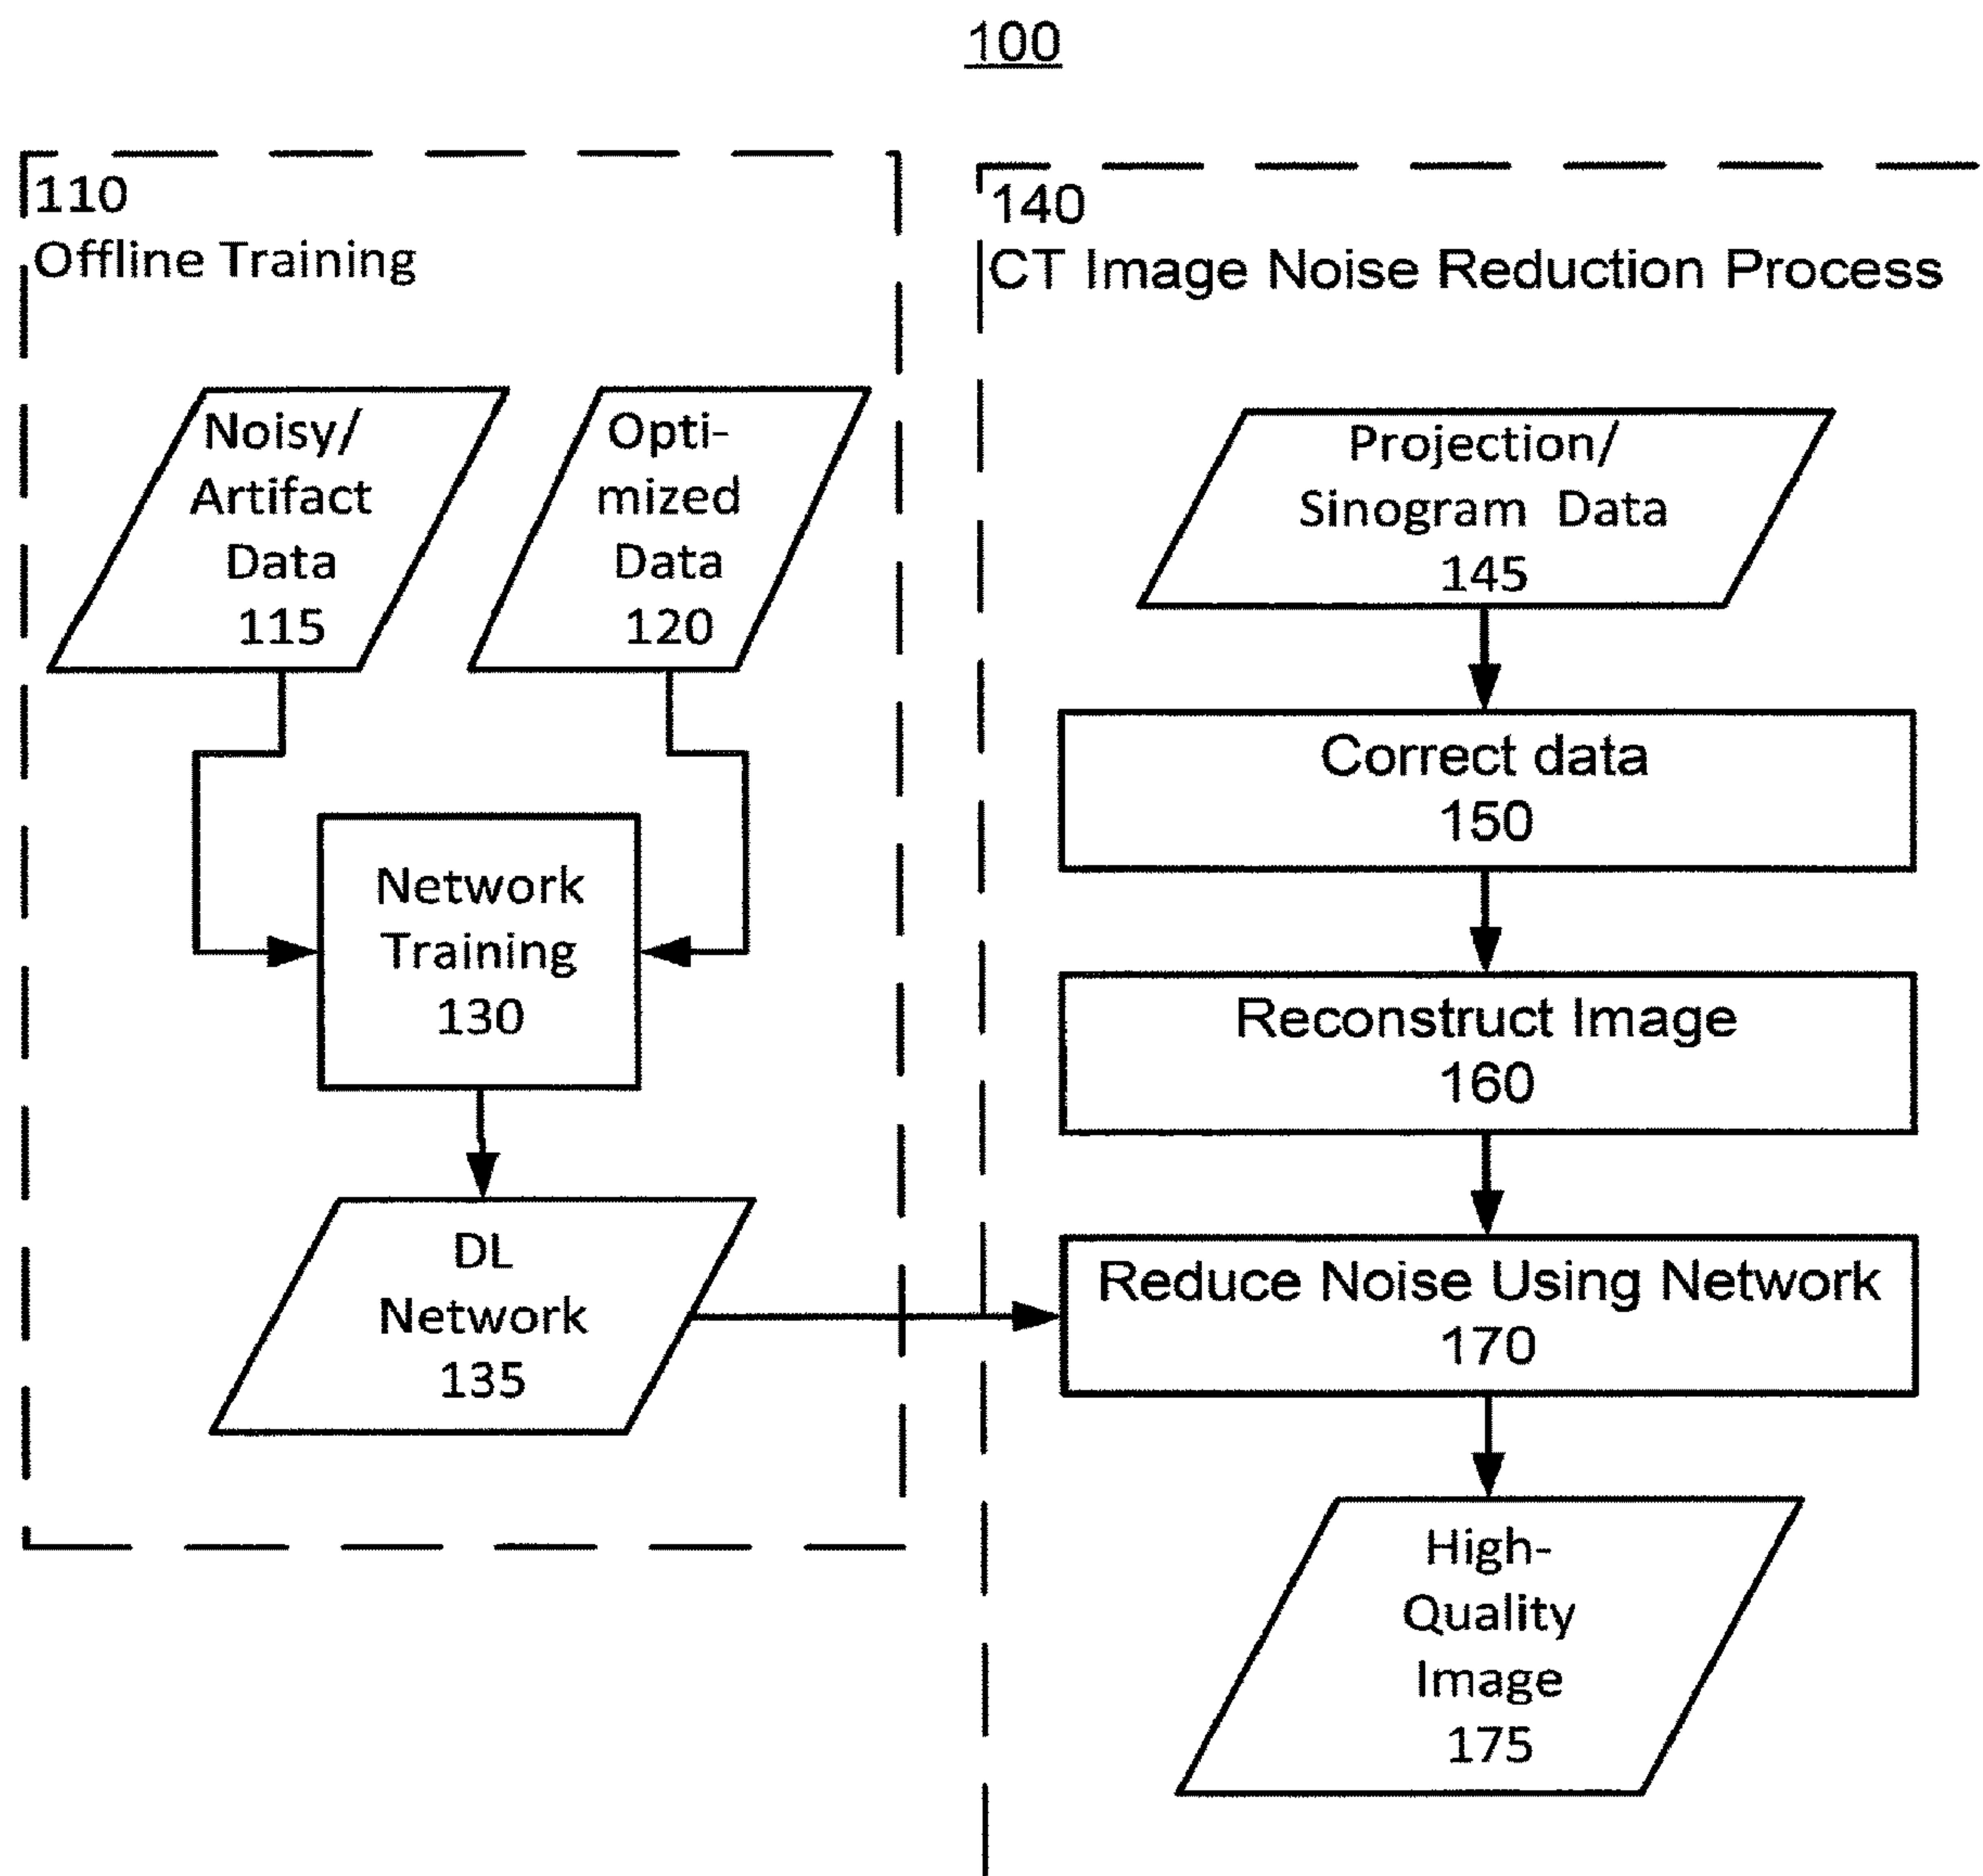 100
110
Offline Training
Noisy/
Artifact
Data
115
Opti-
mized
Data
120
Network
Training
130
DL
Network
135
140
CT Image Noise Reduction Process
Projection/
Sinogram Data
145
Correct data
150
Reconstruct Image
160
Reduce Noise Using Network
170
High-
Quality
Image
175